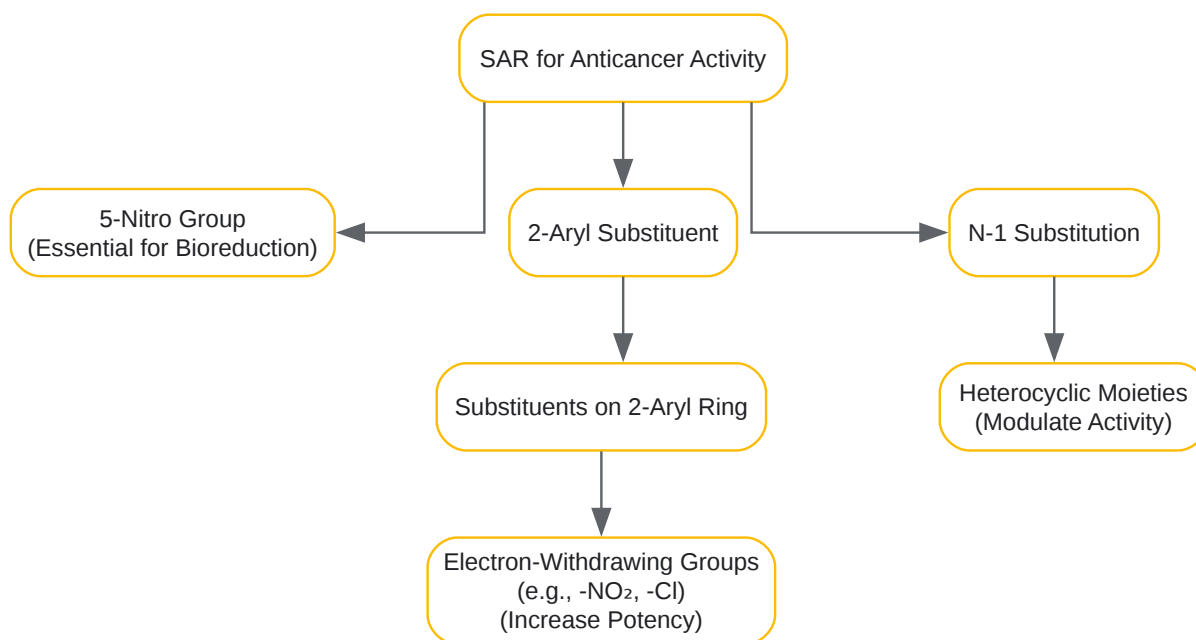 SAR for Anticancer Activity
5-Nitro Group
(Essential for Bioreduction)
2-Aryl Substituent
N-1 Substitution
Substituents on 2-Aryl Ring
Heterocyclic Moieties
(Modulate Activity)
Electron-Withdrawing Groups
(e.g., -NO₂, -Cl)
(Increase Potency)